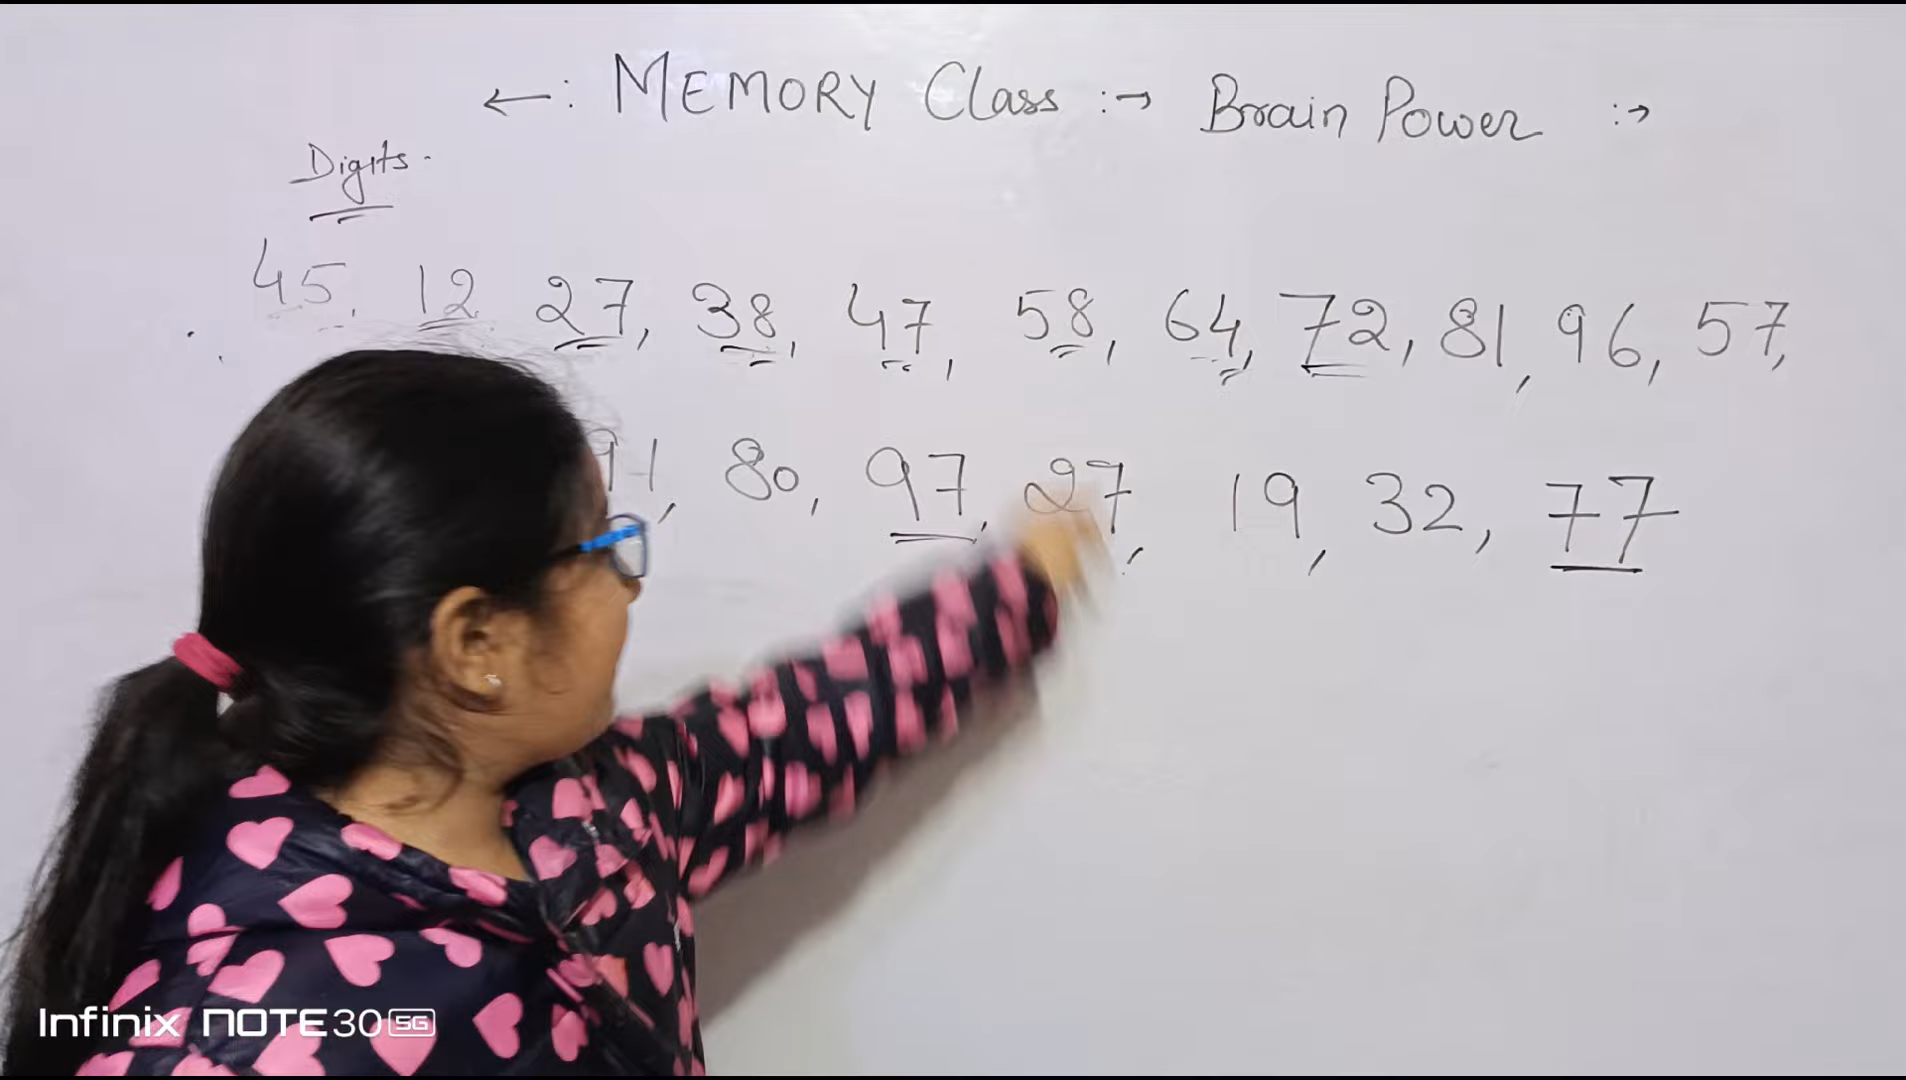 ←: MEMORY Class :→ Brain Power :→
Digits.
45, 12, 27, 38, 47, 58, 64, 72, 81, 96, 57,
91, 80, 97, 27, 19, 32, 77
Infinix NOTE 30 5G